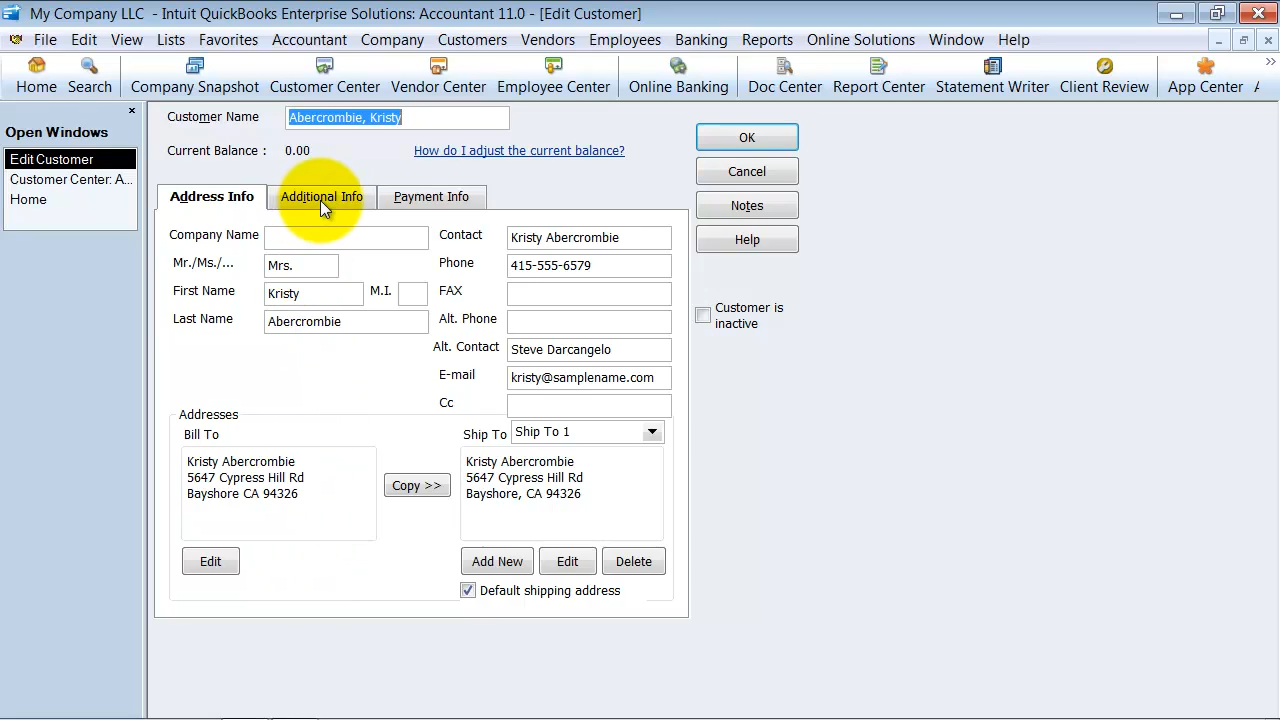 My Company LLC - Intuit QuickBooks Enterprise Solutions: Accountant 11.0 - [Edit Customer]
File Edit View Lists Favorites Accountant Company Customers Vendors Employees Banking Reports Online Solutions Window Help
Home Search Company Snapshot Customer Center Vendor Center Employee Center Online Banking Doc Center Report Center Statement Writer Client Review App Center
Open Windows
Edit Customer
Customer Center: A...
Home
Customer Name Abercrombie, Kristy
Current Balance : 0.00 How do I adjust the current balance?
Address Info Additional Info Payment Info
Company Name
Mr./Ms./... Mrs.
First Name Kristy M.I.
Last Name Abercrombie
Contact Kristy Abercrombie
Phone 415-555-6579
FAX
Alt. Phone
Alt. Contact Steve Darcangelo
E-mail kristy@samplename.com
Cc
Addresses
Bill To
Kristy Abercrombie
5647 Cypress Hill Rd
Bayshore CA 94326
Edit
Copy >>
Ship To Ship To 1
Kristy Abercrombie
5647 Cypress Hill Rd
Bayshore, CA 94326
Add New Edit Delete
Default shipping address
OK
Cancel
Notes
Help
Customer is
inactive